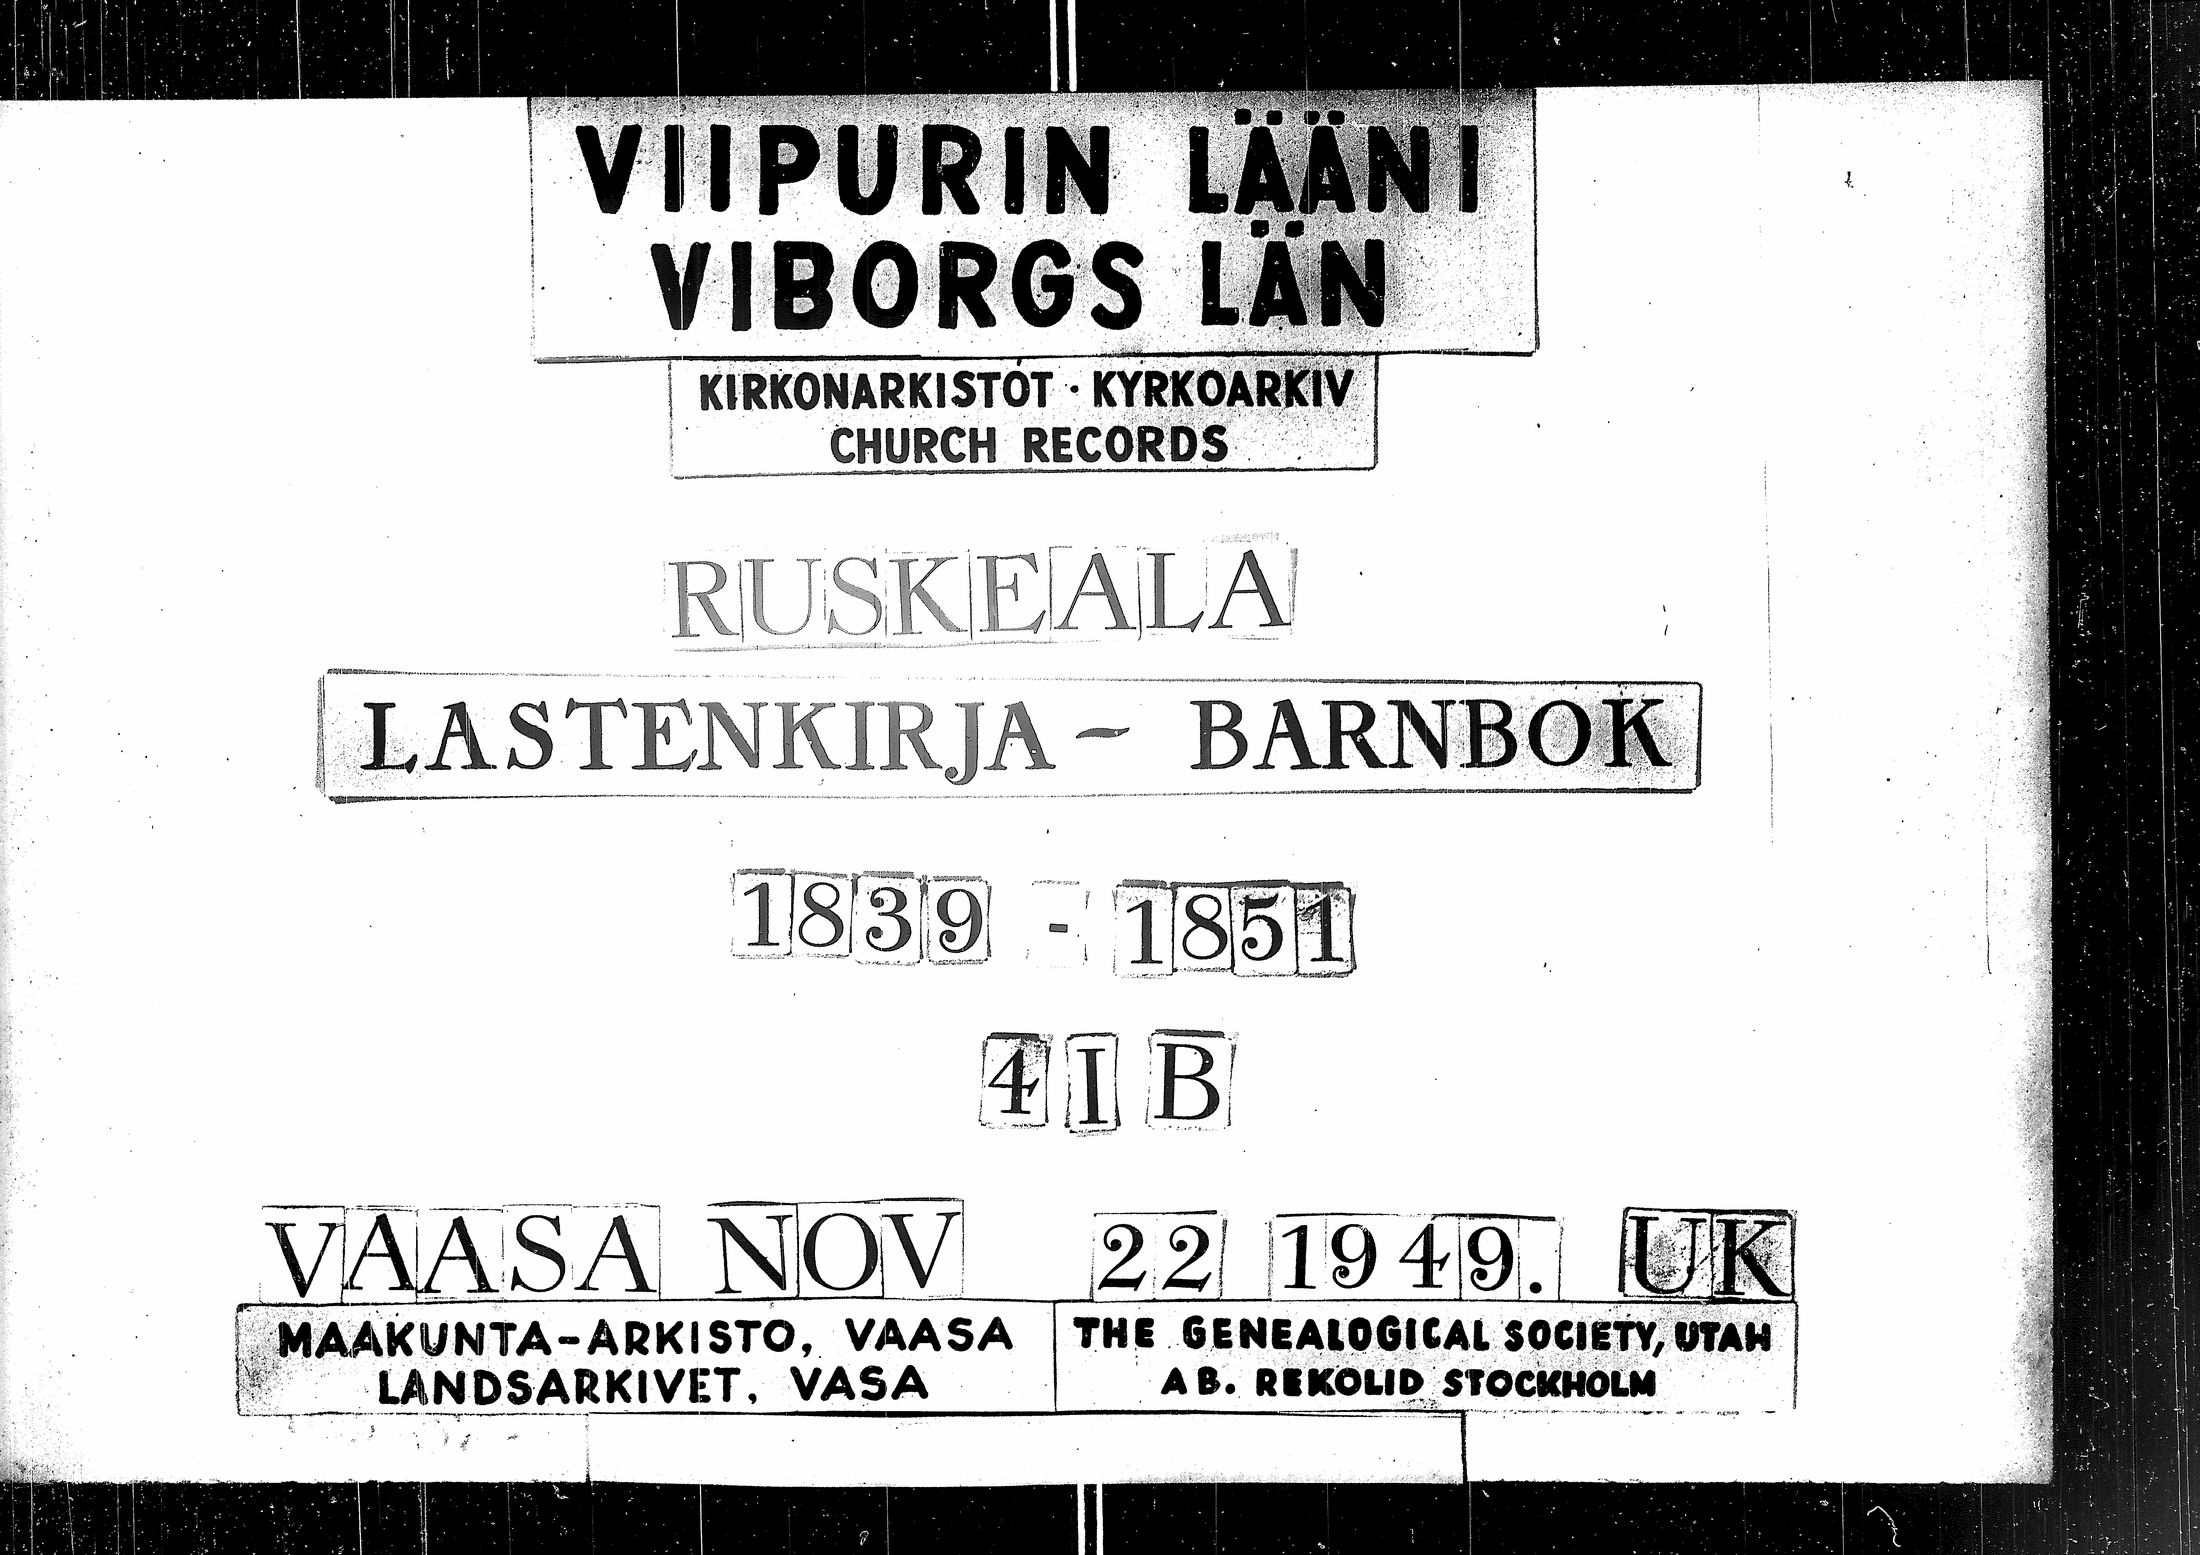 VIIPURIN LÄÄNI
VIBORGS LÄN
KIRKONARKISTOT · KYRKOARKIV
CHURCH RECORDS
RUSKEALA
LASTENKIRJA - BARNBOK
1839 - 1851
4 I B
VAASA NOV 22 1949. UK
MAAKUNTA-ARKISTO, VAASA
LANDSARKIVET, VASA
THE GENEALOGICAL SOCIETY, UTAH
AB. REKOLID STOCKHOLM